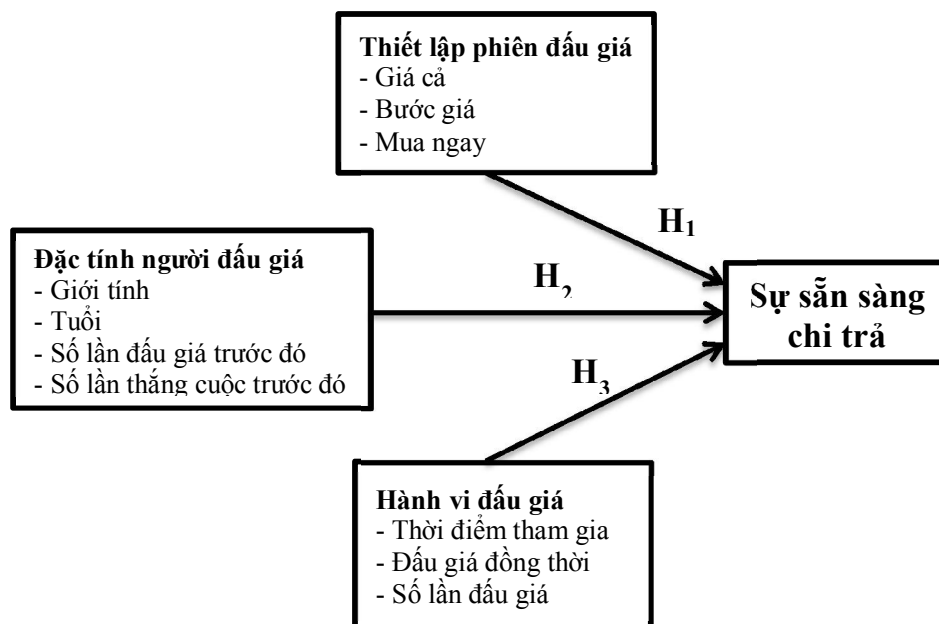 Thiết lập phiên đấu giá
- Giá cả
- Bước giá
- Mua ngay
H1
Đặc tính người đấu giá
- Giới tính
- Tuổi
- Số lần đấu giá trước đó
- Số lần thắng cuộc trước đó
H2
Sự sẵn sàng
chi trả
H3
Hành vi đấu giá
- Thời điểm tham gia
- Đấu giá đồng thời
- Số lần đấu giá